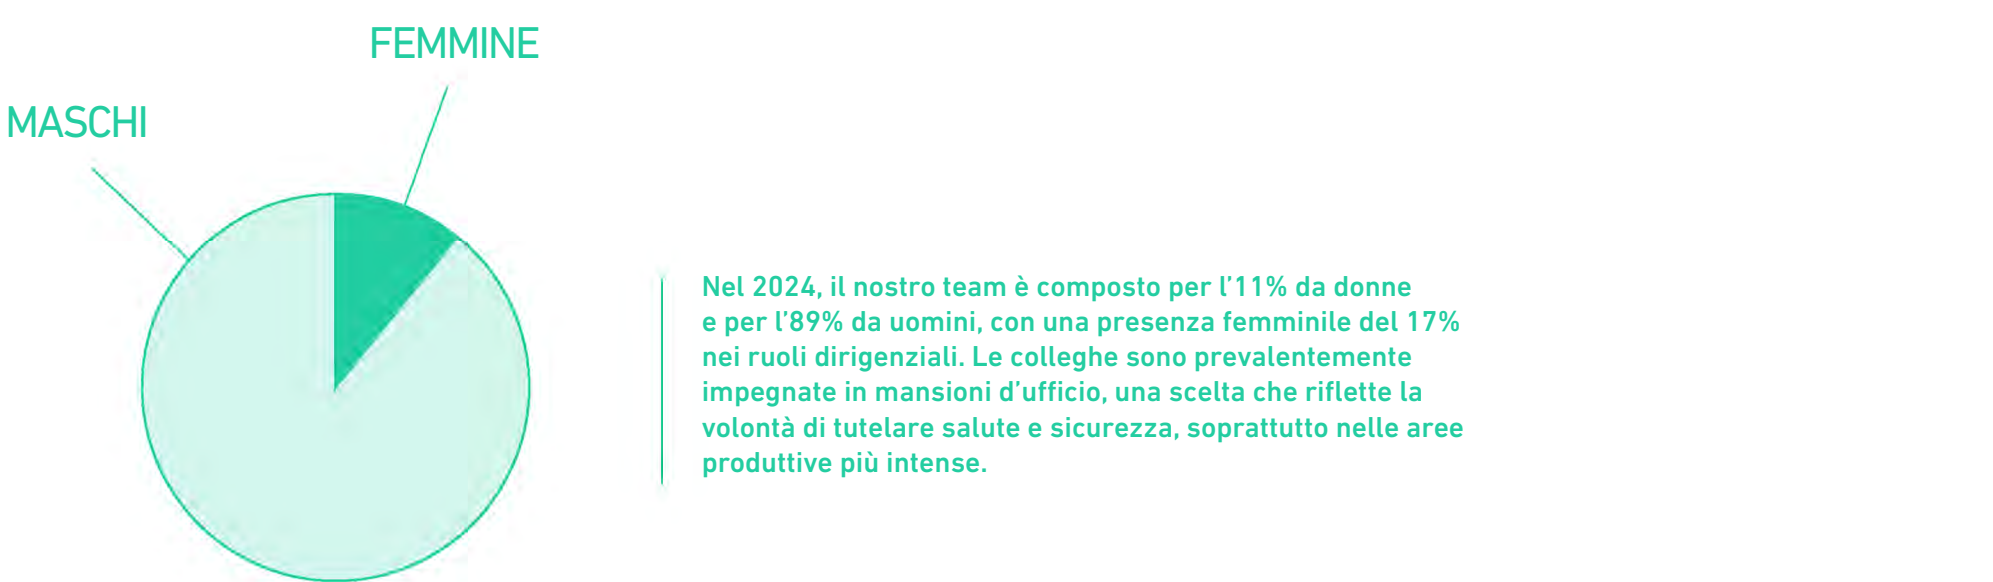 FEMMINE
MASCHI
Nel 2024, il nostro team è composto per l’11% da donne
e per l’89% da uomini, con una presenza femminile del 17%
nei ruoli dirigenziali. Le colleghe sono prevalentemente
impegnate in mansioni d’ufficio, una scelta che riflette la
volontà di tutelare salute e sicurezza, soprattutto nelle aree
produttive più intense.